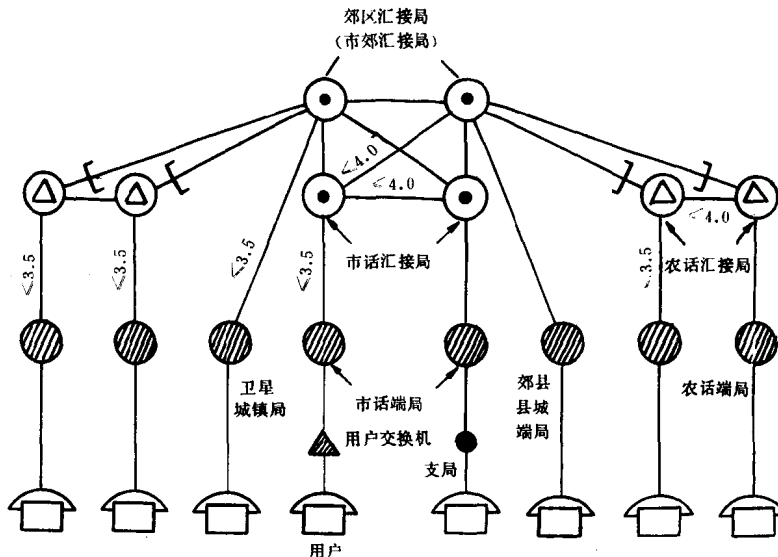 郊区汇接局
(市郊汇接局)
≤4.0
≤4.0
≤4.0
≤3.5
≤3.5
≤3.5
≤3.5
≤3.5
市话汇接局
农话汇接局
卫星
城镇局
市话端局
郊县
县城
端局
农话端局
用户交换机
支局
用户